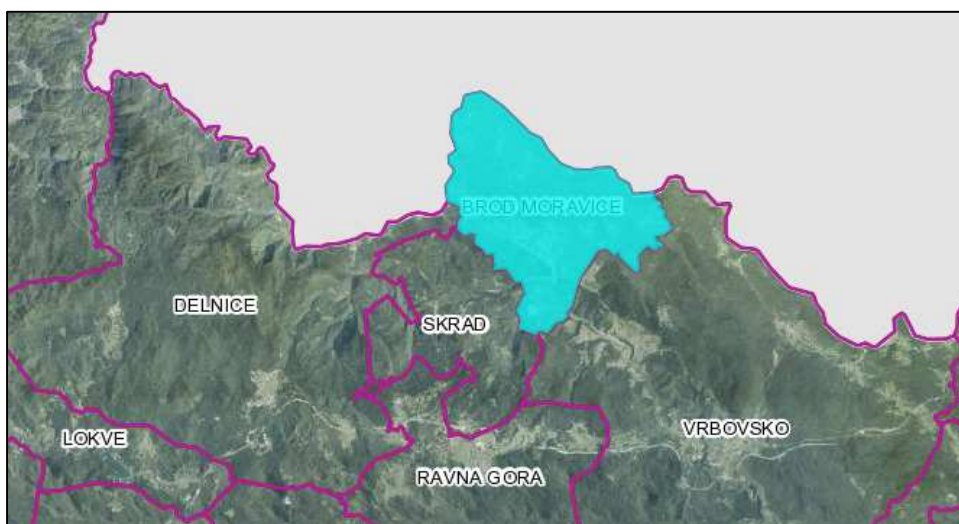 BROD MORAVICE
DELNICE
SKRAD
LOKVE
VRBOVSKO
RAVNA GORA